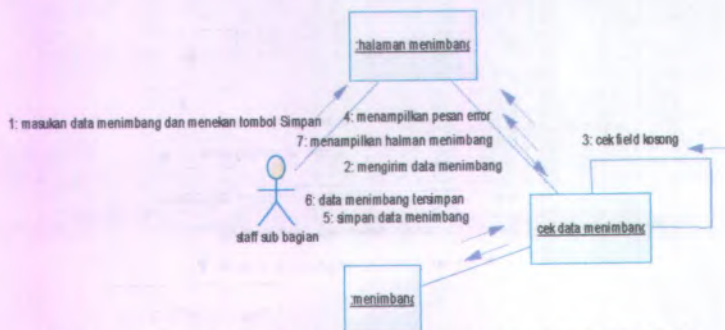 :halaman menimbang
1: masukan data menimbang dan menekan tombol Simpan
4: menampilkan pesan error
7: menampilkan halman menimbang
2: mengirim data menimbang
3: cek field kosong
6: data menimbang tersimpan
5: simpan data menimbang
staff sub bagian
cek data menimbang
:menimbang